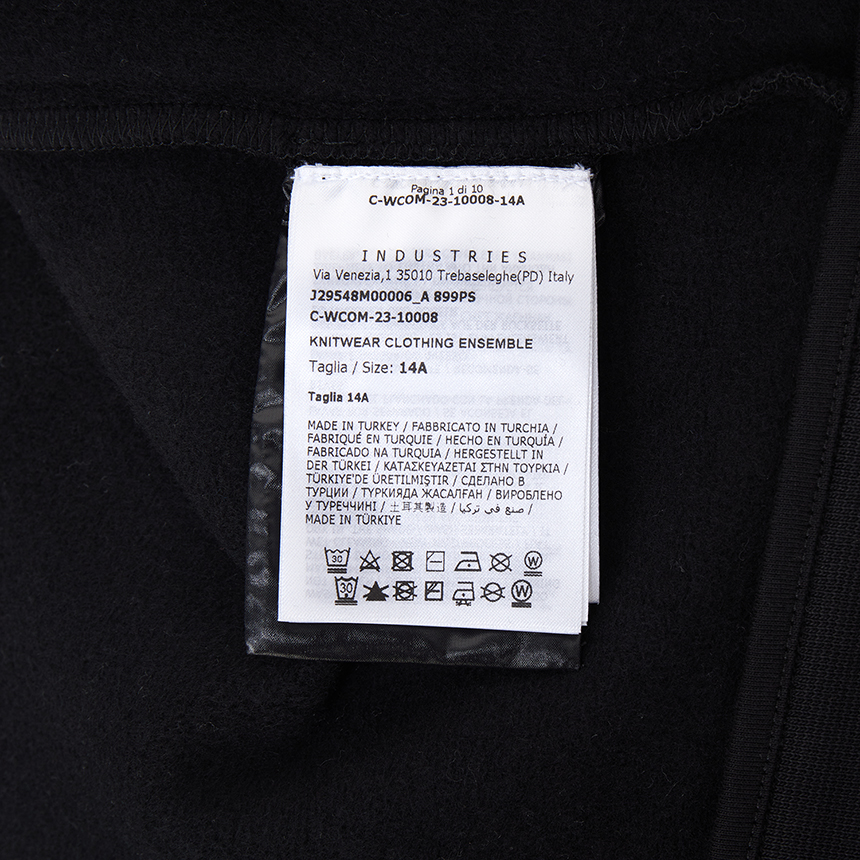 Pagina 1 di 10
C-WCOM-23-10008-14A
INDUSTRIES
Via Venezia,1 35010 Trebaseleghe(PD) Italy
J29548M00006_A 899PS
C-WCOM-23-10008
KNITWEAR CLOTHING ENSEMBLE
Taglia / Size: 14A
Taglia 14A
MADE IN TURKEY / FABBRICATO IN TURCHIA /
FABRIQUÉ EN TURQUIE / HECHO EN TURQUÍA /
FABRICADO NA TURQUIA / HERGESTELLT IN
DER TÜRKEI / ΚΑΤΑΣΚΕΥΑΖΕΤΑΙ ΣΤΗΝ ΤΟΥΡΚΙΑ /
TÜRKİYE'DE ÜRETİLMİŞTİR / СДЕЛАНО В
ТУРЦИИ / ТҮРКИЯДА ЖАСАЛҒАН / ВИРОБЛЕНО
У ТУРЕЧЧИНІ / 土耳其製造 / صنع في تركيا /
MADE IN TÜRKİYE
30 W
30 W